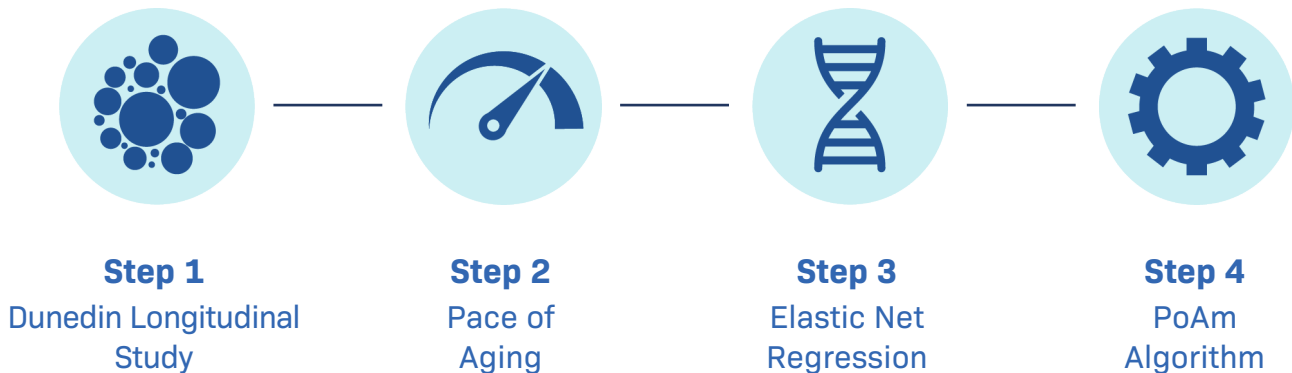 Step 1
Dunedin Longitudinal
Study
Step 2
Pace of
Aging
Step 3
Elastic Net
Regression
Step 4
PoAm
Algorithm